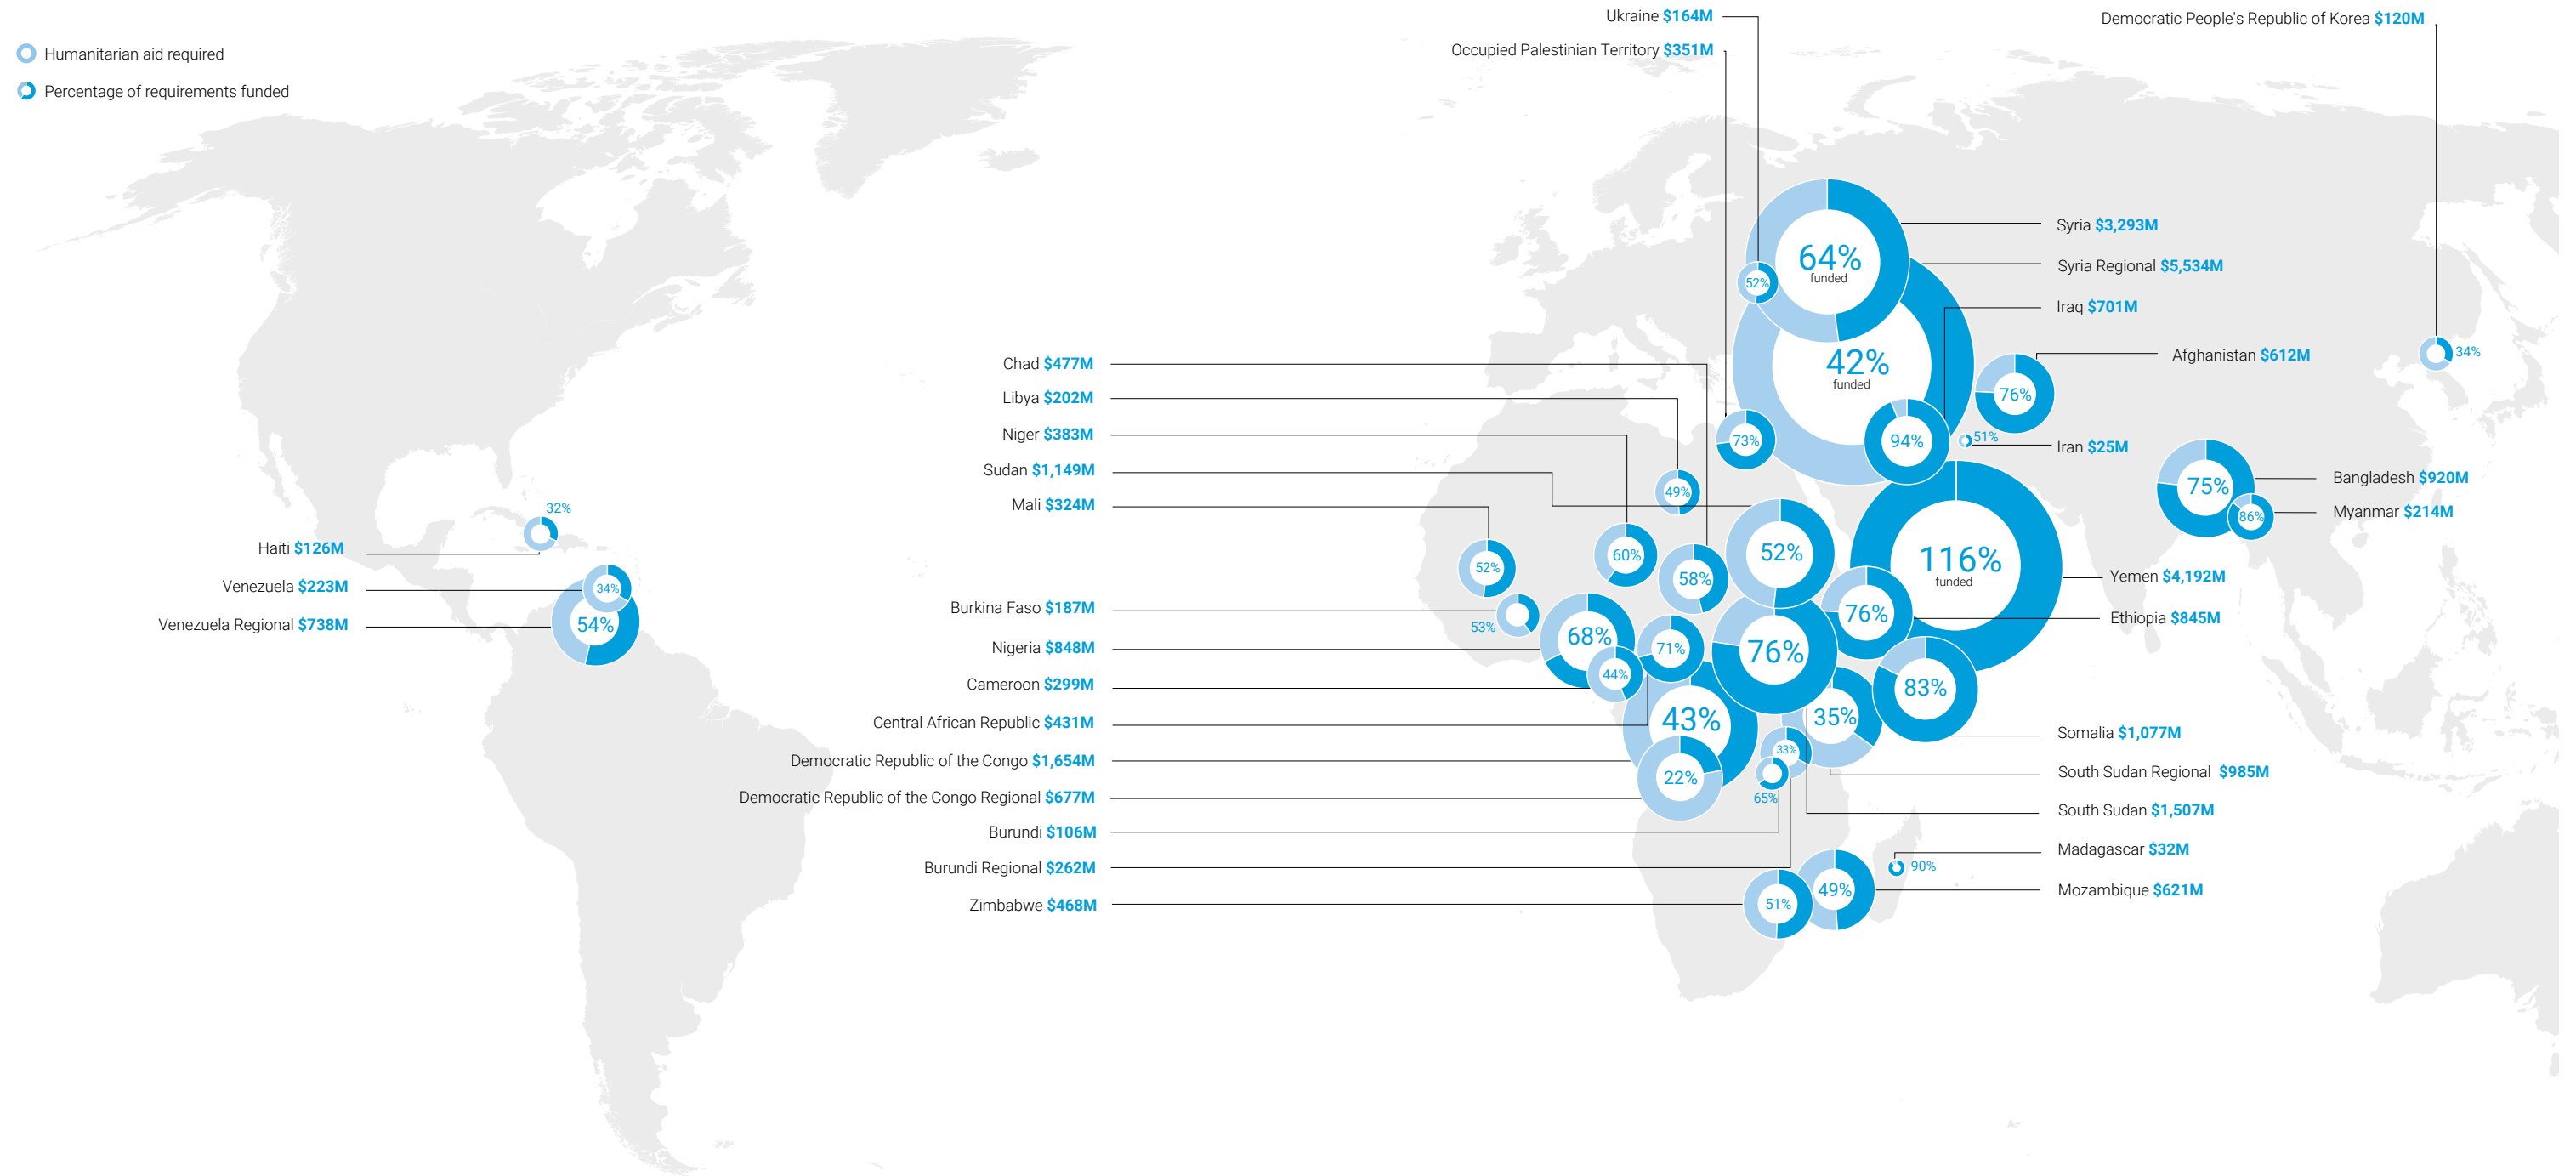 Humanitarian aid required
Percentage of requirements funded
Ukraine $164M
Occupied Palestinian Territory $351M
Democratic People's Republic of Korea $120M
Syria $3,293M
Syria Regional $5,534M
Iraq $701M
Afghanistan $612M
Iran $25M
Bangladesh $920M
Myanmar $214M
Yemen $4,192M
Ethiopia $845M
Somalia $1,077M
South Sudan Regional $985M
South Sudan $1,507M
Madagascar $32M
Mozambique $621M
Chad $477M
Libya $202M
Niger $383M
Sudan $1,149M
Mali $324M
Burkina Faso $187M
Nigeria $848M
Cameroon $299M
Central African Republic $431M
Democratic Republic of the Congo $1,654M
Democratic Republic of the Congo Regional $677M
Burundi $106M
Burundi Regional $262M
Zimbabwe $468M
Haiti $126M
Venezuela $223M
Venezuela Regional $738M
32%
34%
54%
64%
funded
52%
42%
funded
34%
76%
73%
94%
51%
75%
86%
49%
116%
funded
52%
60%
58%
52%
53%
76%
68%
71%
76%
44%
83%
43%
35%
33%
22%
65%
90%
49%
51%